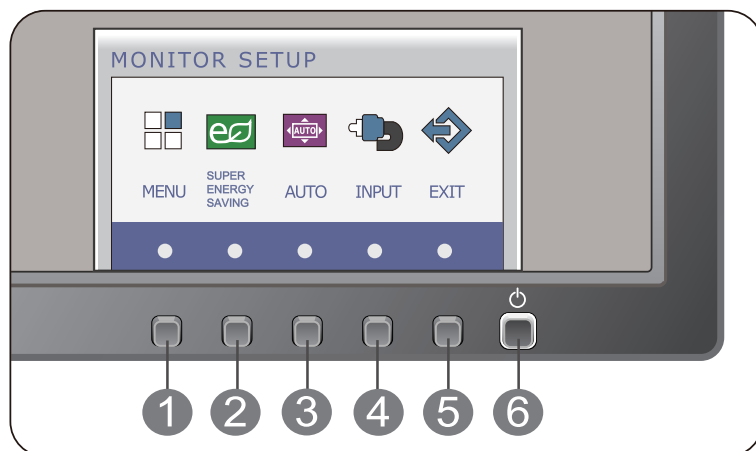 MONITOR SETUP
AUTO
MENU
SUPER
ENERGY
SAVING
AUTO
INPUT
EXIT
1 2 3 4 5 6